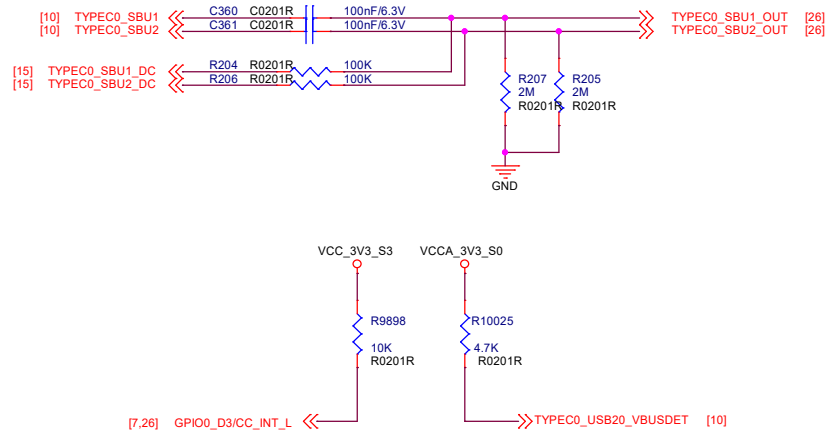 [10] TYPEC0_SBU1 C360 C0201R 100nF/6.3V TYPEC0_SBU1_OUT [26]
[10] TYPEC0_SBU2 C361 C0201R 100nF/6.3V TYPEC0_SBU2_OUT [26]
[15] TYPEC0_SBU1_DC R204 R0201R 100K
[15] TYPEC0_SBU2_DC R206 R0201R 100K
R207 R205
2M 2M
R0201R R0201R
GND
VCC_3V3_S3 VCCA_3V3_S0
R9898 R10025
10K 4.7K
R0201R R0201R
[7,26] GPIO0_D3/CC_INT_L TYPEC0_USB20_VBUSDET [10]